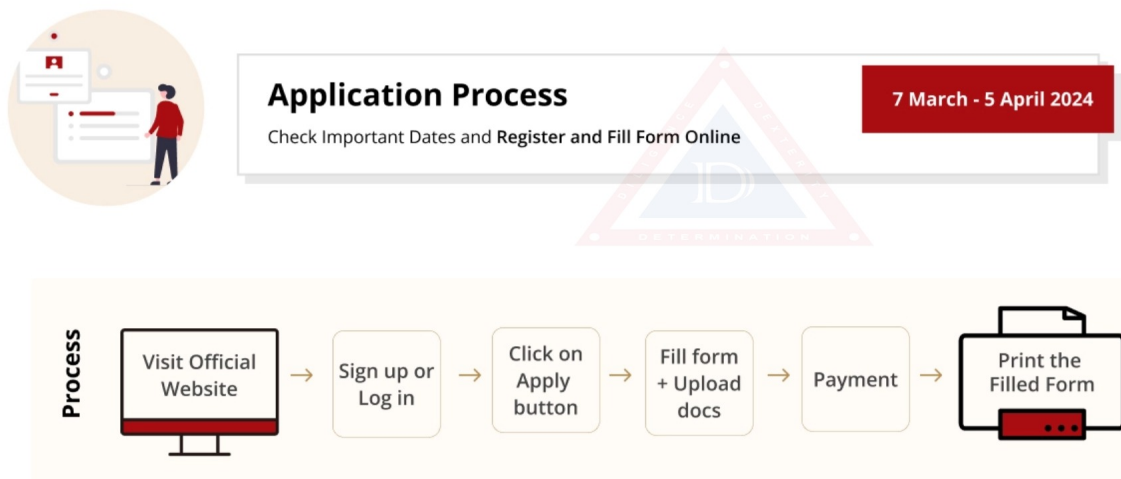 Application Process
7 March - 5 April 2024
Check Important Dates and Register and Fill Form Online
DETERMINATION
Process
Visit Official
Website
Sign up or
Log in
Click on
Apply
button
Fill form
+ Upload
docs
Payment
Print the
Filled Form